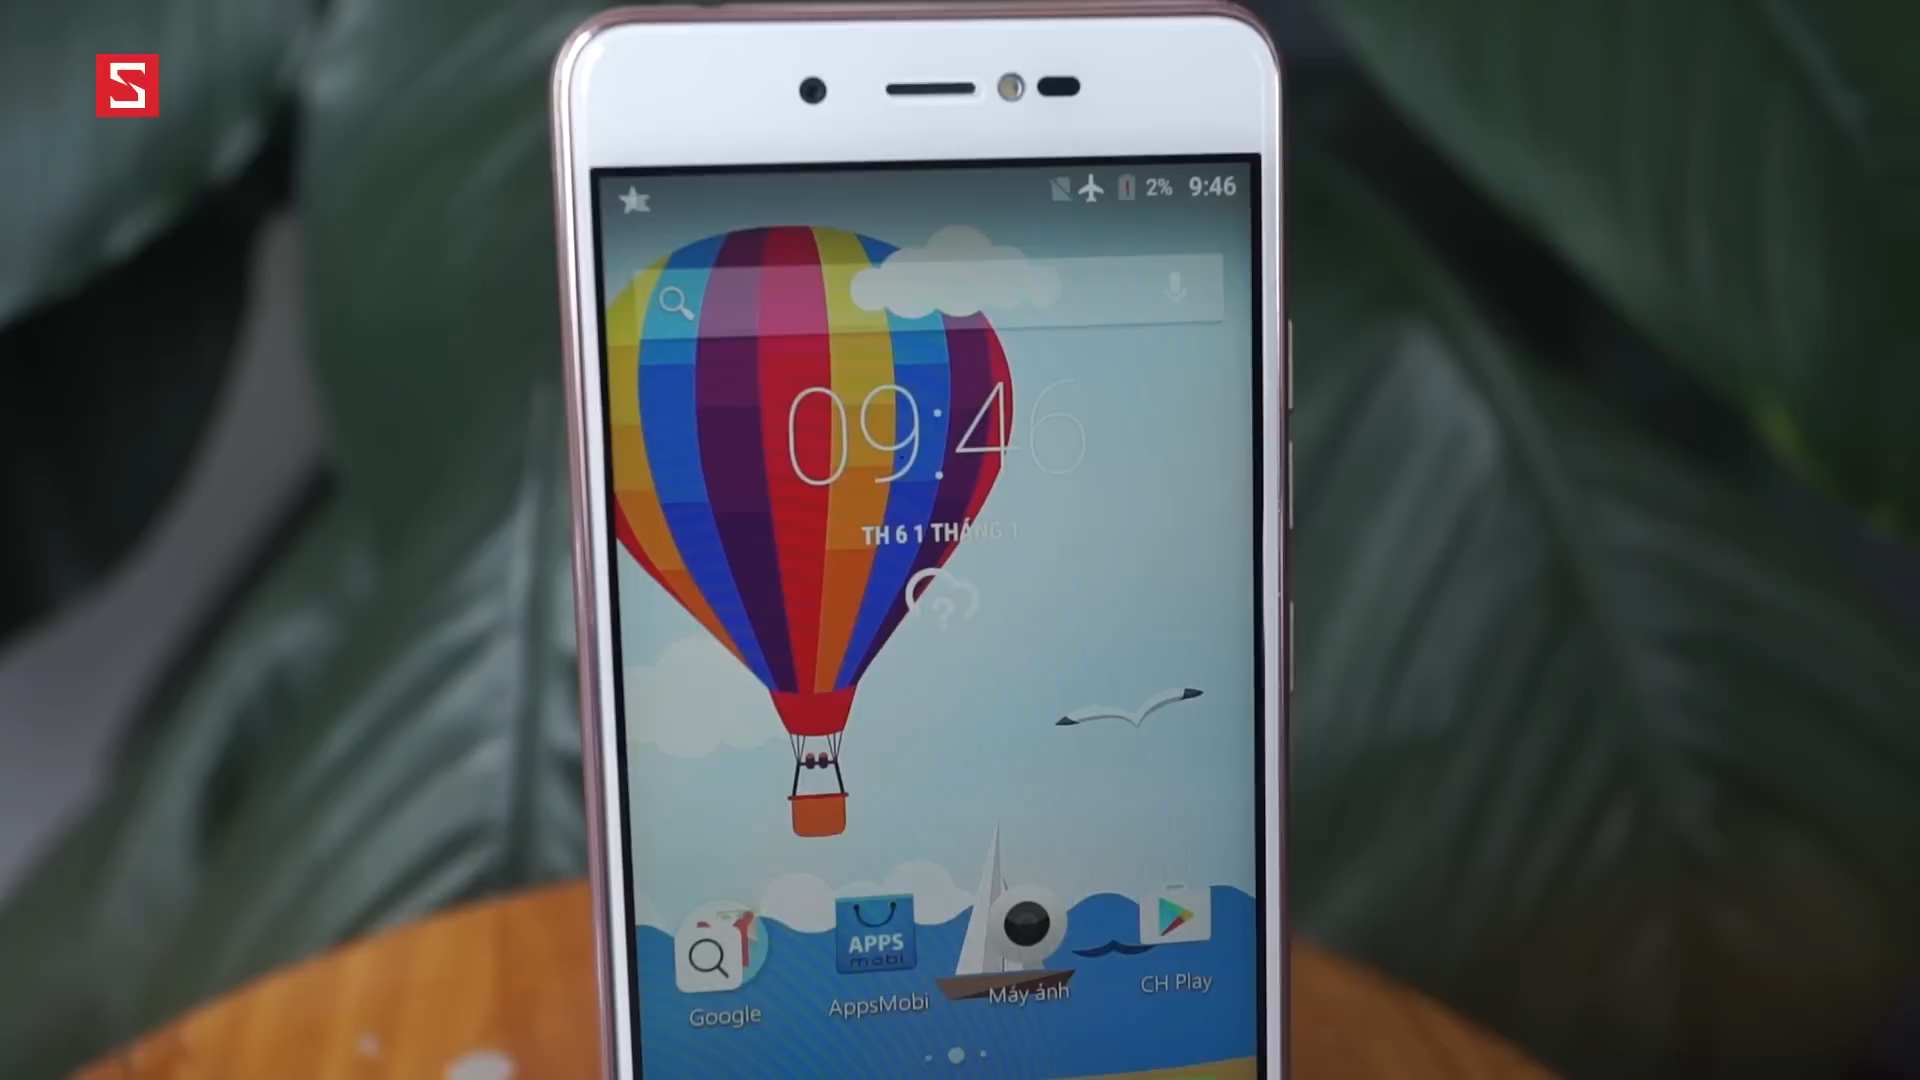 S
2% 9:46
09:46
TH 6 1 THÁNG 1
?
APPS
mobi
Google
AppsMobi
Máy ảnh
CH Play